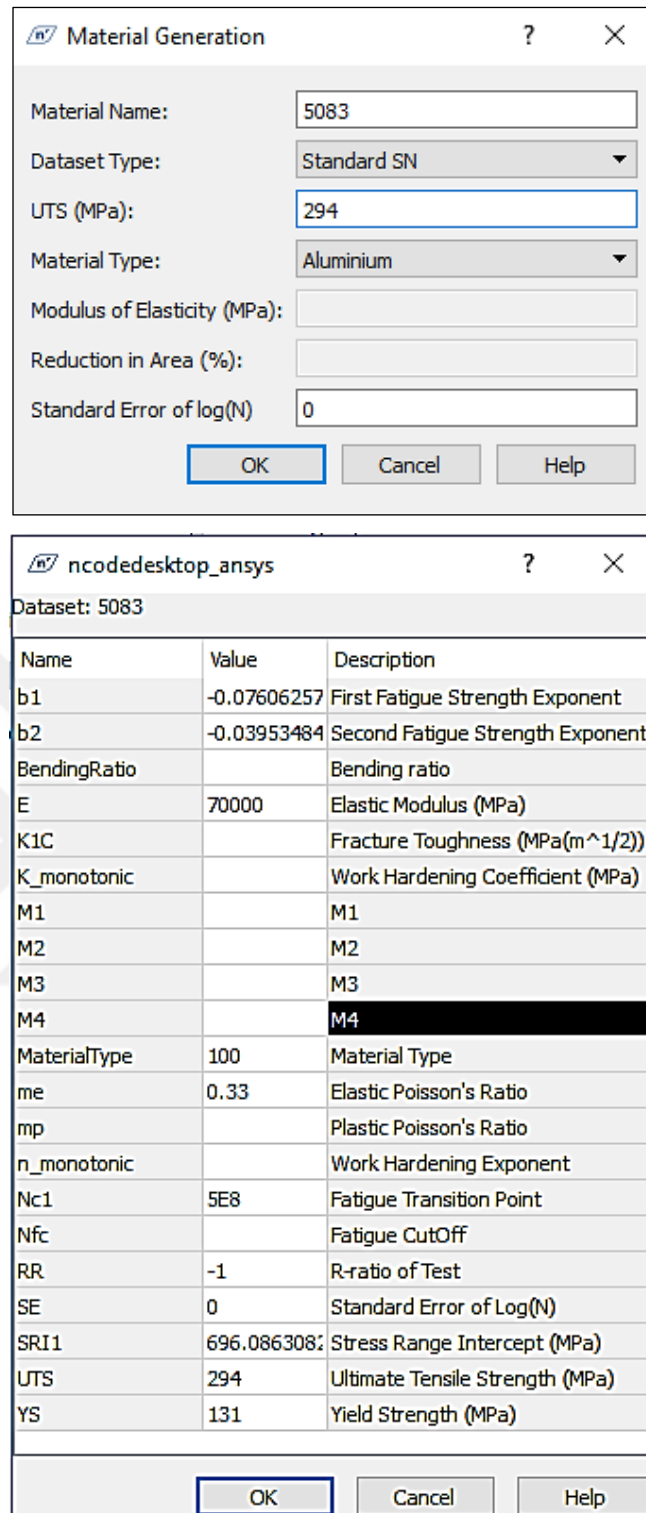 Material Generation ? ×
Material Name: 5083
Dataset Type: Standard SN
UTS (MPa): 294
Material Type: Aluminium
Modulus of Elasticity (MPa):
Reduction in Area (%):
Standard Error of log(N) 0
OK Cancel Help
ncodedesktop_ansys ? ×
Dataset: 5083
Name Value Description
b1 -0.07606257 First Fatigue Strength Exponent
b2 -0.03953484 Second Fatigue Strength Exponent
BendingRatio Bending ratio
E 70000 Elastic Modulus (MPa)
K1C Fracture Toughness (MPa(m^1/2))
K_monotonic Work Hardening Coefficient (MPa)
M1 M1
M2 M2
M3 M3
M4 M4
MaterialType 100 Material Type
me 0.33 Elastic Poisson's Ratio
mp Plastic Poisson's Ratio
n_monotonic Work Hardening Exponent
Nc1 5E8 Fatigue Transition Point
Nfc Fatigue CutOff
RR -1 R-ratio of Test
SE 0 Standard Error of Log(N)
SRI1 696.0863082 Stress Range Intercept (MPa)
UTS 294 Ultimate Tensile Strength (MPa)
YS 131 Yield Strength (MPa)
OK Cancel Help